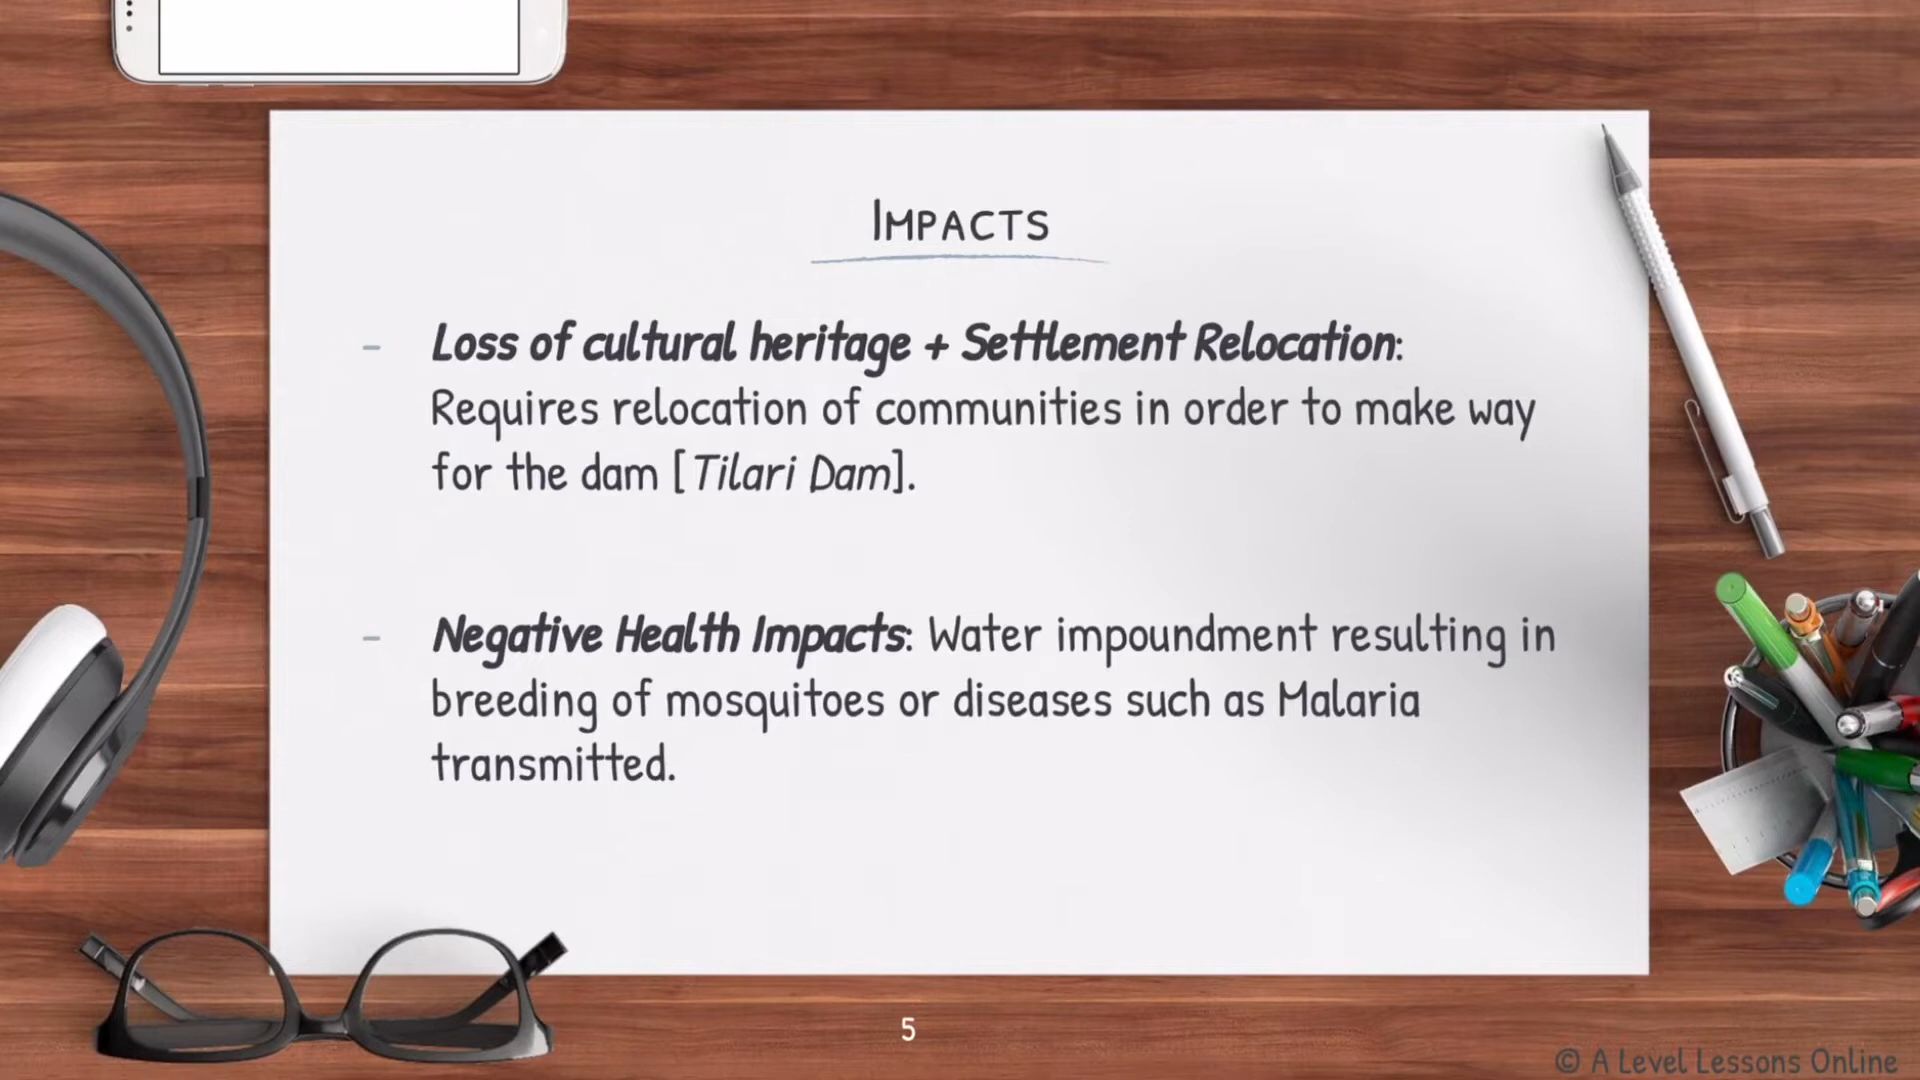 Impacts
- Loss of cultural heritage + Settlement Relocation:
Requires relocation of communities in order to make way
for the dam [Tilari Dam].
- Negative Health Impacts: Water impoundment resulting in
breeding of mosquitoes or diseases such as Malaria
transmitted.
5
© A Level Lessons Online